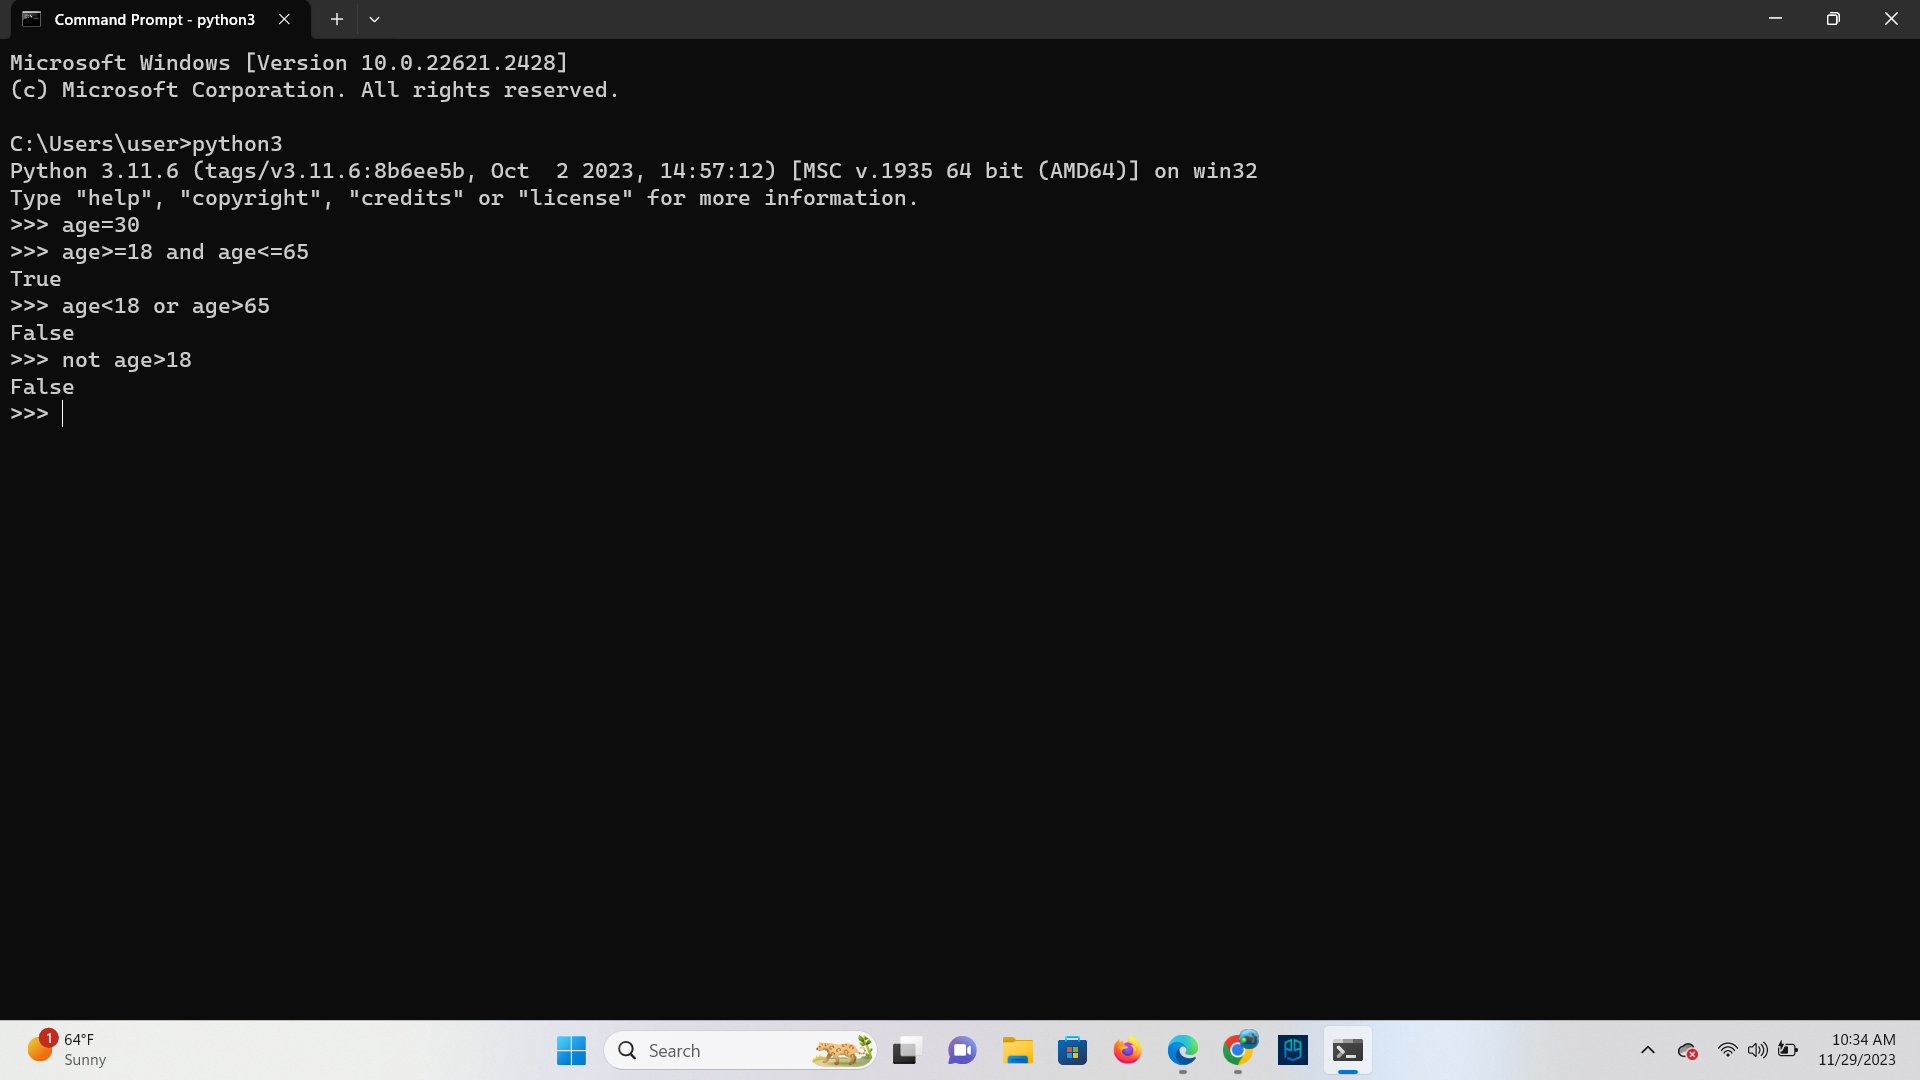 Command Prompt - python3
Microsoft Windows [Version 10.0.22621.2428]
(c) Microsoft Corporation. All rights reserved.
C:\Users\user>python3
Python 3.11.6 (tags/v3.11.6:8b6ee5b, Oct  2 2023, 14:57:12) [MSC v.1935 64 bit (AMD64)] on win32
Type "help", "copyright", "credits" or "license" for more information.
>>> age=30
>>> age>=18 and age<=65
True
>>> age<18 or age>65
False
>>> not age>18
False
>>>
1
64°F
Sunny
Search
10:34 AM
11/29/2023